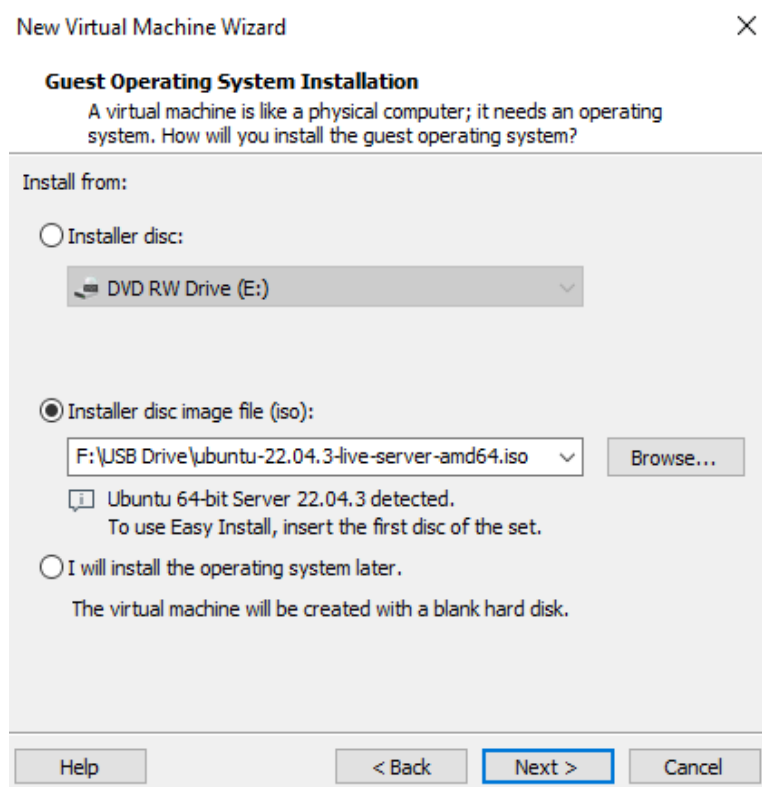 New Virtual Machine Wizard
Guest Operating System Installation
A virtual machine is like a physical computer; it needs an operating
system. How will you install the guest operating system?
Install from:
Installer disc:
DVD RW Drive (E:)
Installer disc image file (iso):
F:\USB Drive\ubuntu-22.04.3-live-server-amd64.iso
Browse...
Ubuntu 64-bit Server 22.04.3 detected.
To use Easy Install, insert the first disc of the set.
I will install the operating system later.
The virtual machine will be created with a blank hard disk.
Help
< Back
Next >
Cancel